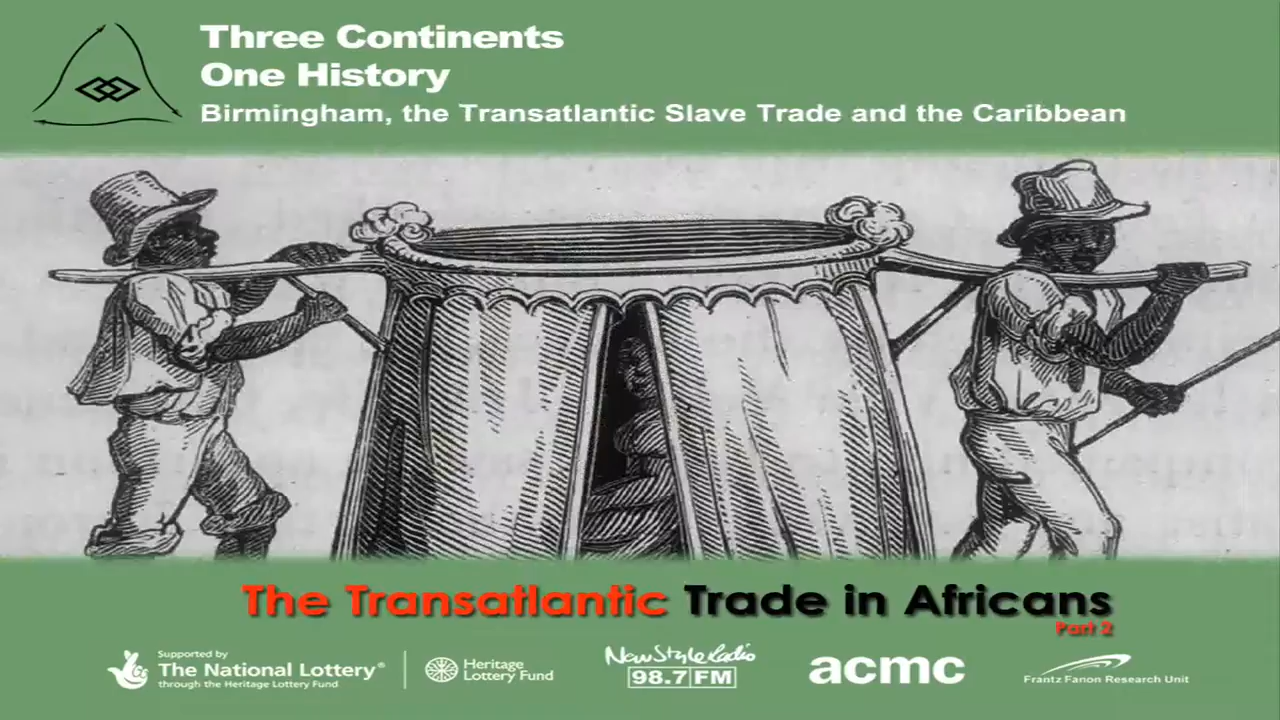 Three Continents
One History
Birmingham, the Transatlantic Slave Trade and the Caribbean
The Transatlantic Trade in Africans
Part 2
Supported by
The National Lottery®
through the Heritage Lottery Fund
Heritage
Lottery Fund
New Style Radio
98.7 FM
acmc
Frantz Fanon Research Unit